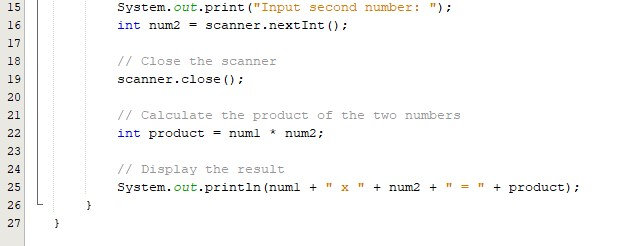 15 System.out.print("Input second number: ");
16 int num2 = scanner.nextInt();
17
18 // Close the scanner
19 scanner.close();
20
21 // Calculate the product of the two numbers
22 int product = num1 * num2;
23
24 // Display the result
25 System.out.println(num1 + " x " + num2 + " = " + product);
26 }
27 }